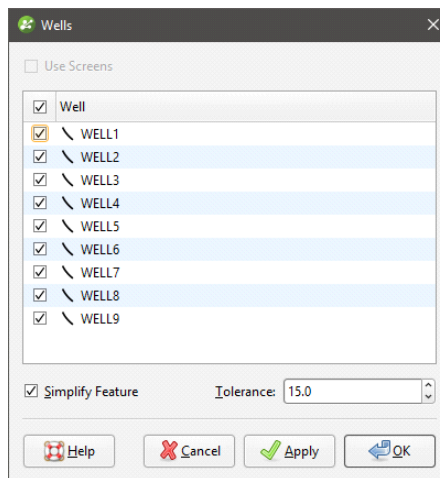 Wells
Use Screens
Well
WELL1
WELL2
WELL3
WELL4
WELL5
WELL6
WELL7
WELL8
WELL9
Simplify Feature Tolerance: 15.0
Help Cancel Apply OK